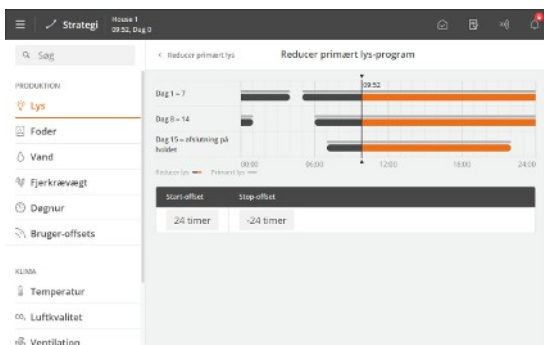 Strategi
House 1
09:52, Dag 0
Søg
Reducer primært lys
Reducer primært lys-program
PRODUKTION
Lys
Foder
Vand
Fjerkrævægt
Døgnur
Bruger-offsets
KLIMA
Temperatur
CO₂ Luftkvalitet
Ventilation
09:52
Dag 1 – 7
Dag 8 – 14
Dag 15 – afslutning på
holdet
00:00 06:00 12:00 18:00 24:00
Reducer lys Primært lys
Start-offset Stop-offset
24 timer -24 timer